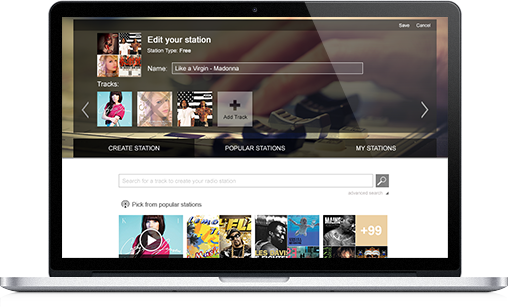 Save Cancel
Edit your station
Station Type: Free
Name: Like a Virgin - Madonna
Tracks:
Add Track
CREATE STATION POPULAR STATIONS MY STATIONS
Search for a track to create your radio station
advanced search
Pick from popular stations
+99